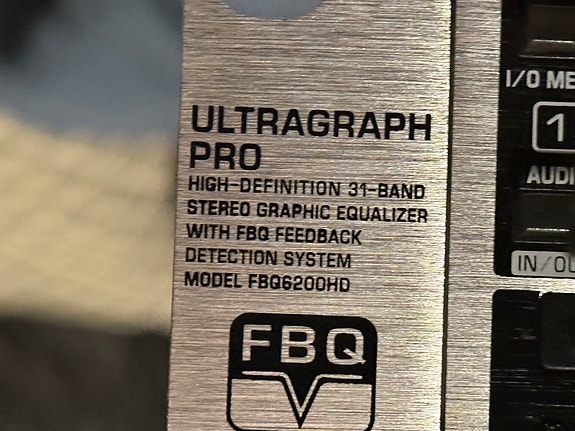 ULTRAGRAPH
PRO
HIGH-DEFINITION 31-BAND
STEREO GRAPHIC EQUALIZER
WITH FBQ FEEDBACK
DETECTION SYSTEM
MODEL FBQ6200HD
FBQ
I/O ME
1
AUDI
IN/OU